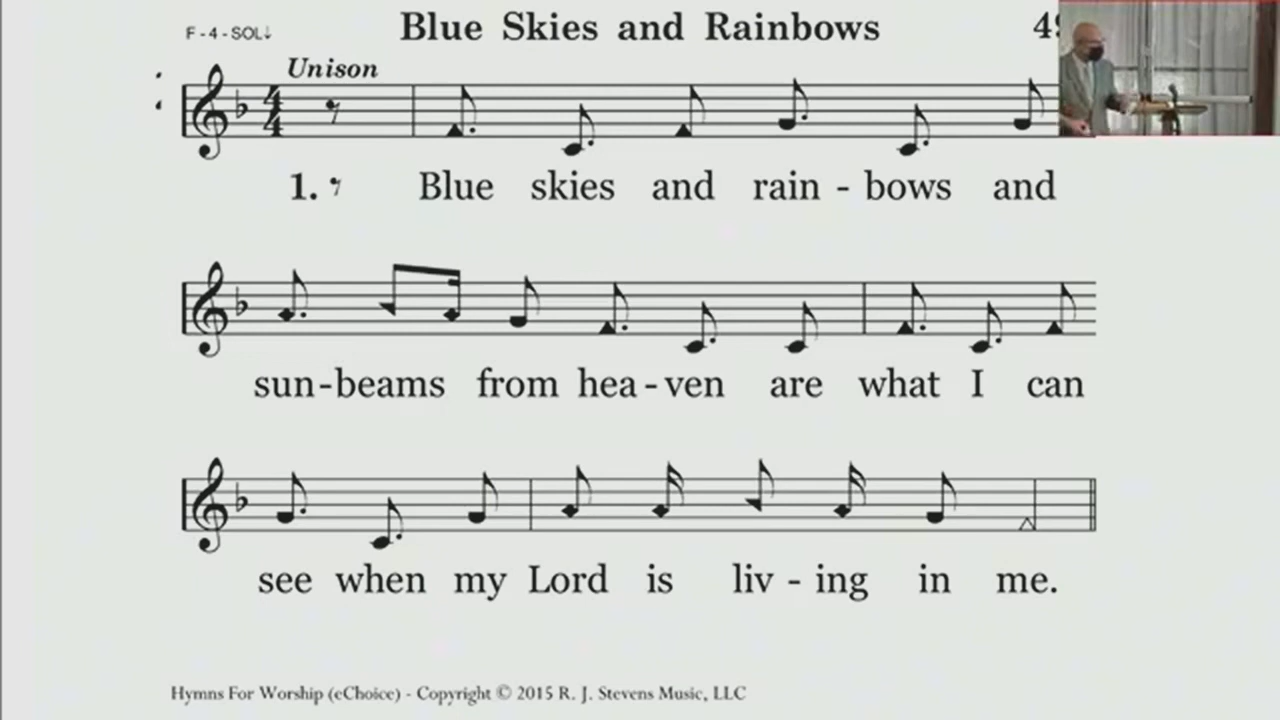 F - 4 - SOL↓
Blue Skies and Rainbows
Unison
1. Blue skies and rain - bows and
sun - beams from hea - ven are what I can
see when my Lord is liv - ing in me.
Hymns For Worship (eChoice) - Copyright © 2015 R. J. Stevens Music, LLC